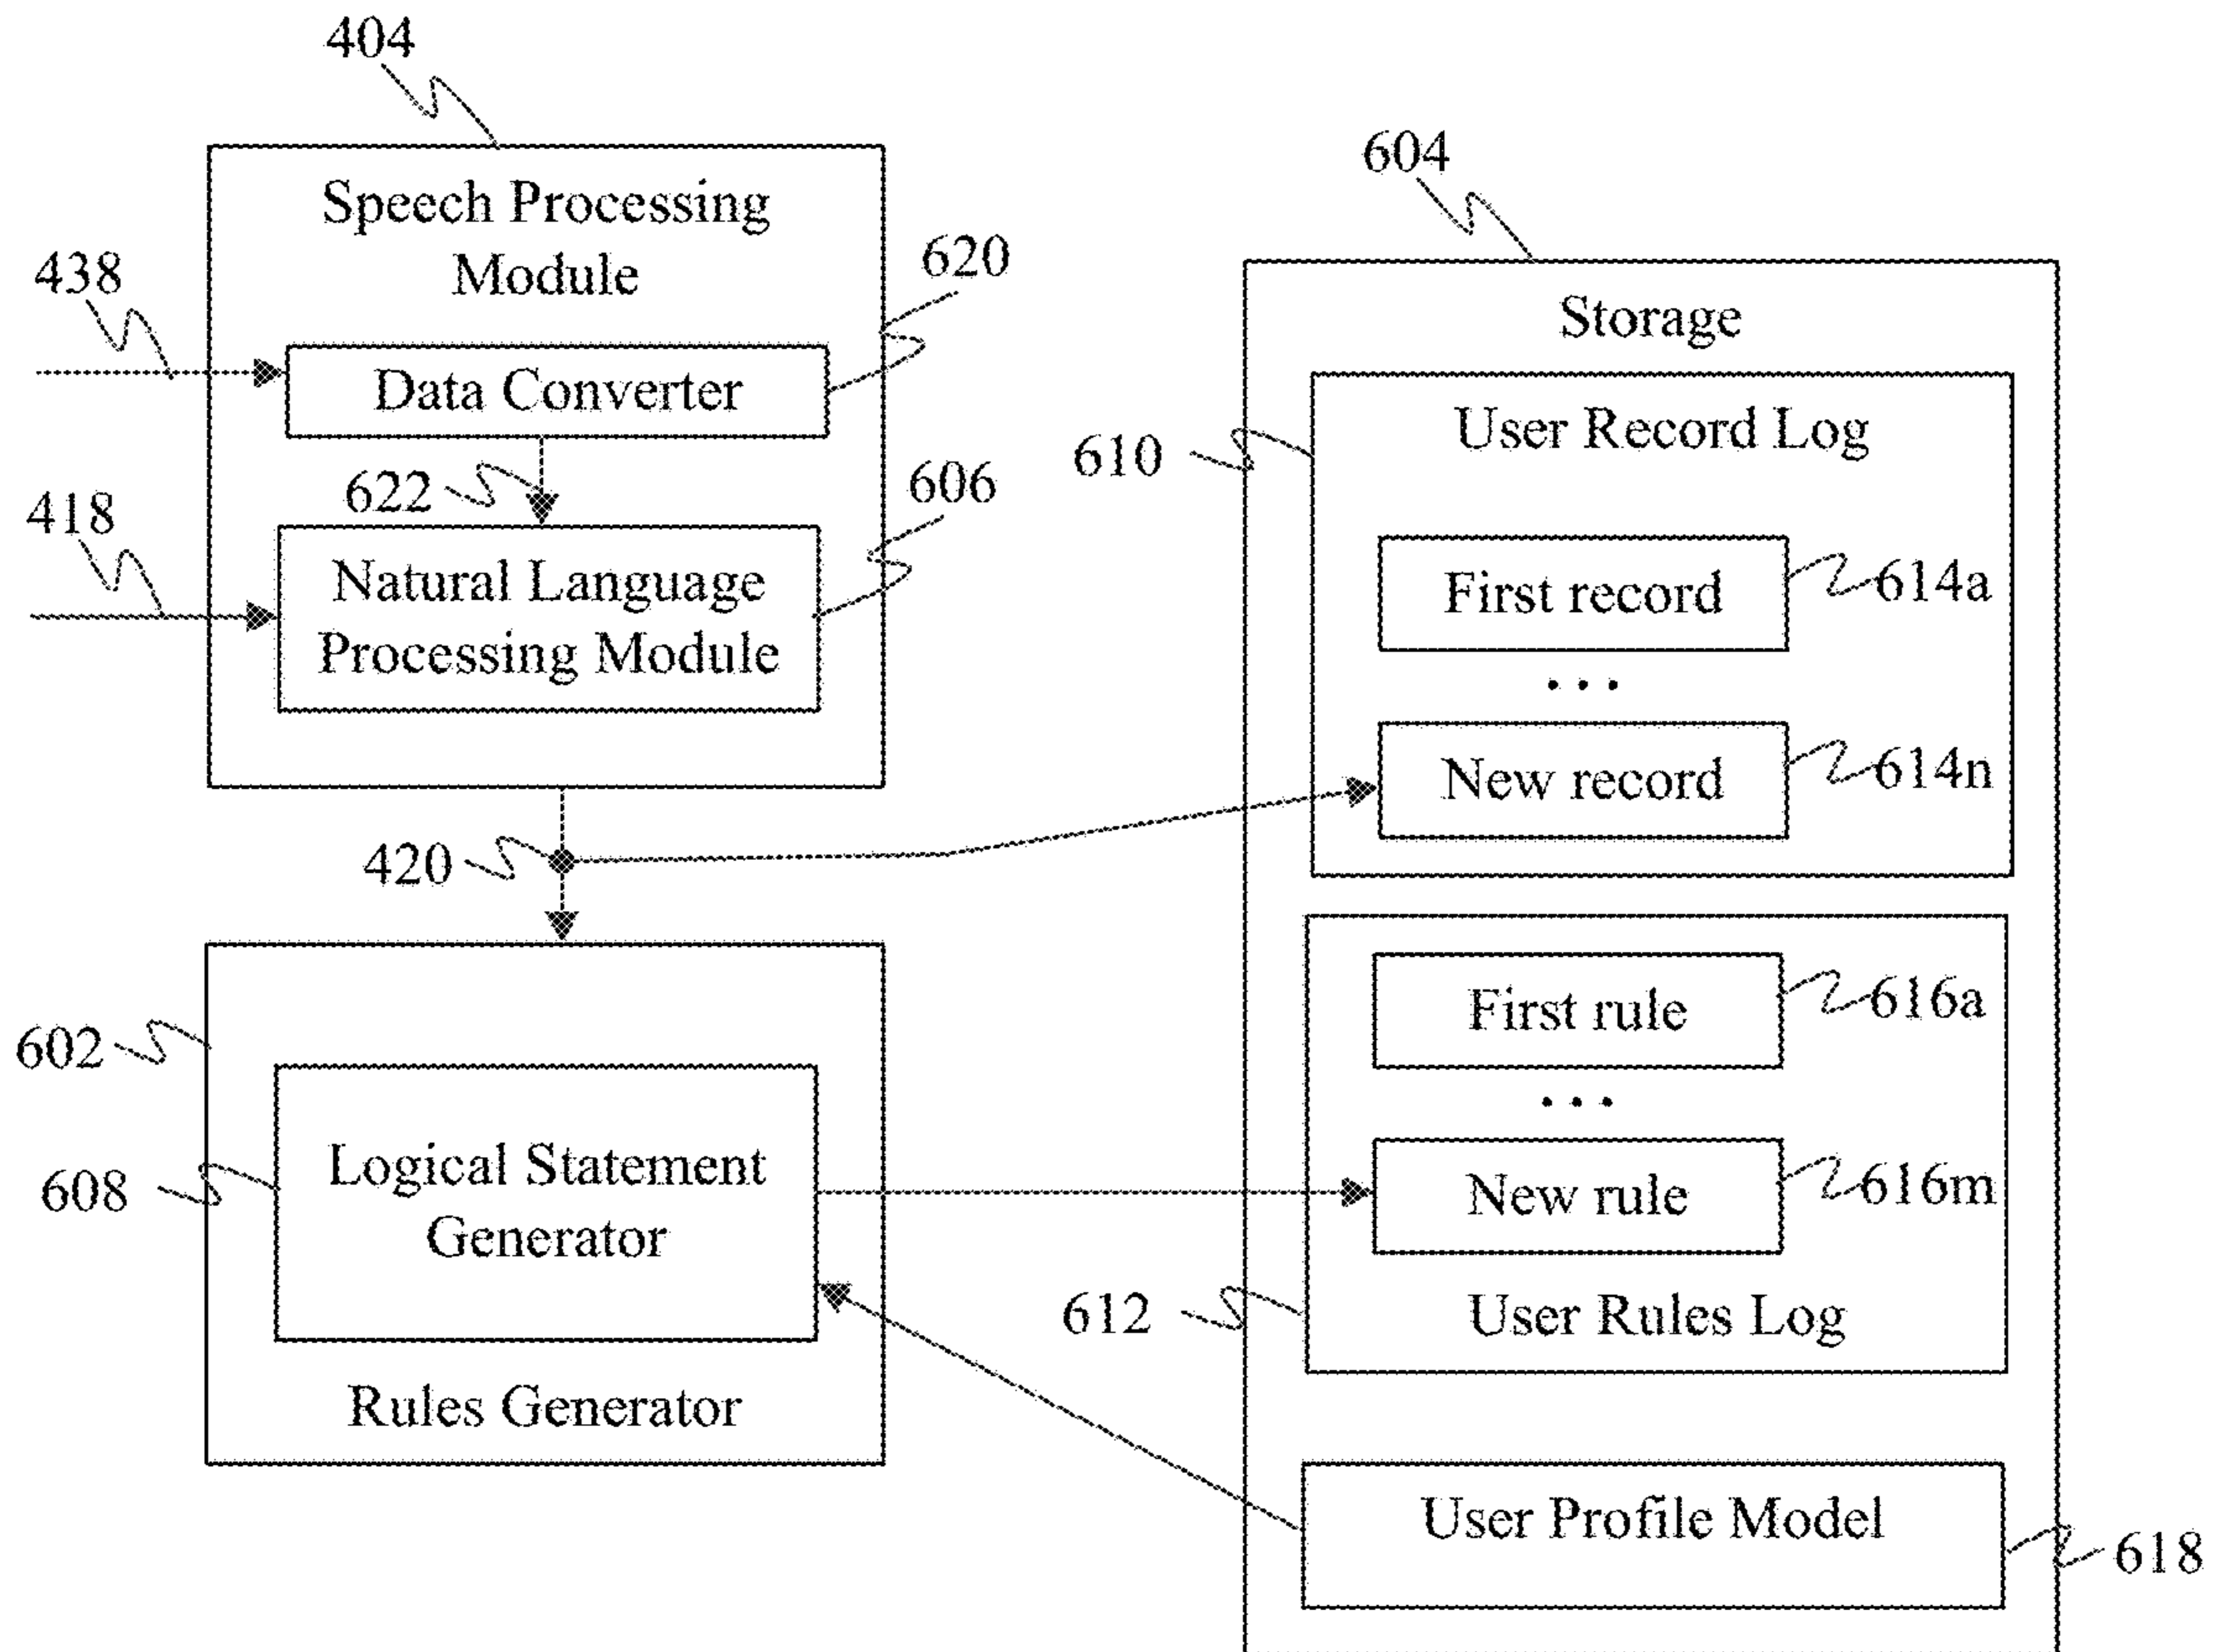 404
Speech Processing
Module
438
620
Data Converter
622
418
606
Natural Language
Processing Module
420
602
608
Logical Statement
Generator
Rules Generator
604
Storage
610
User Record Log
First record
614a
...
New record
614n
First rule
616a
...
New rule
616m
612
User Rules Log
User Profile Model
618